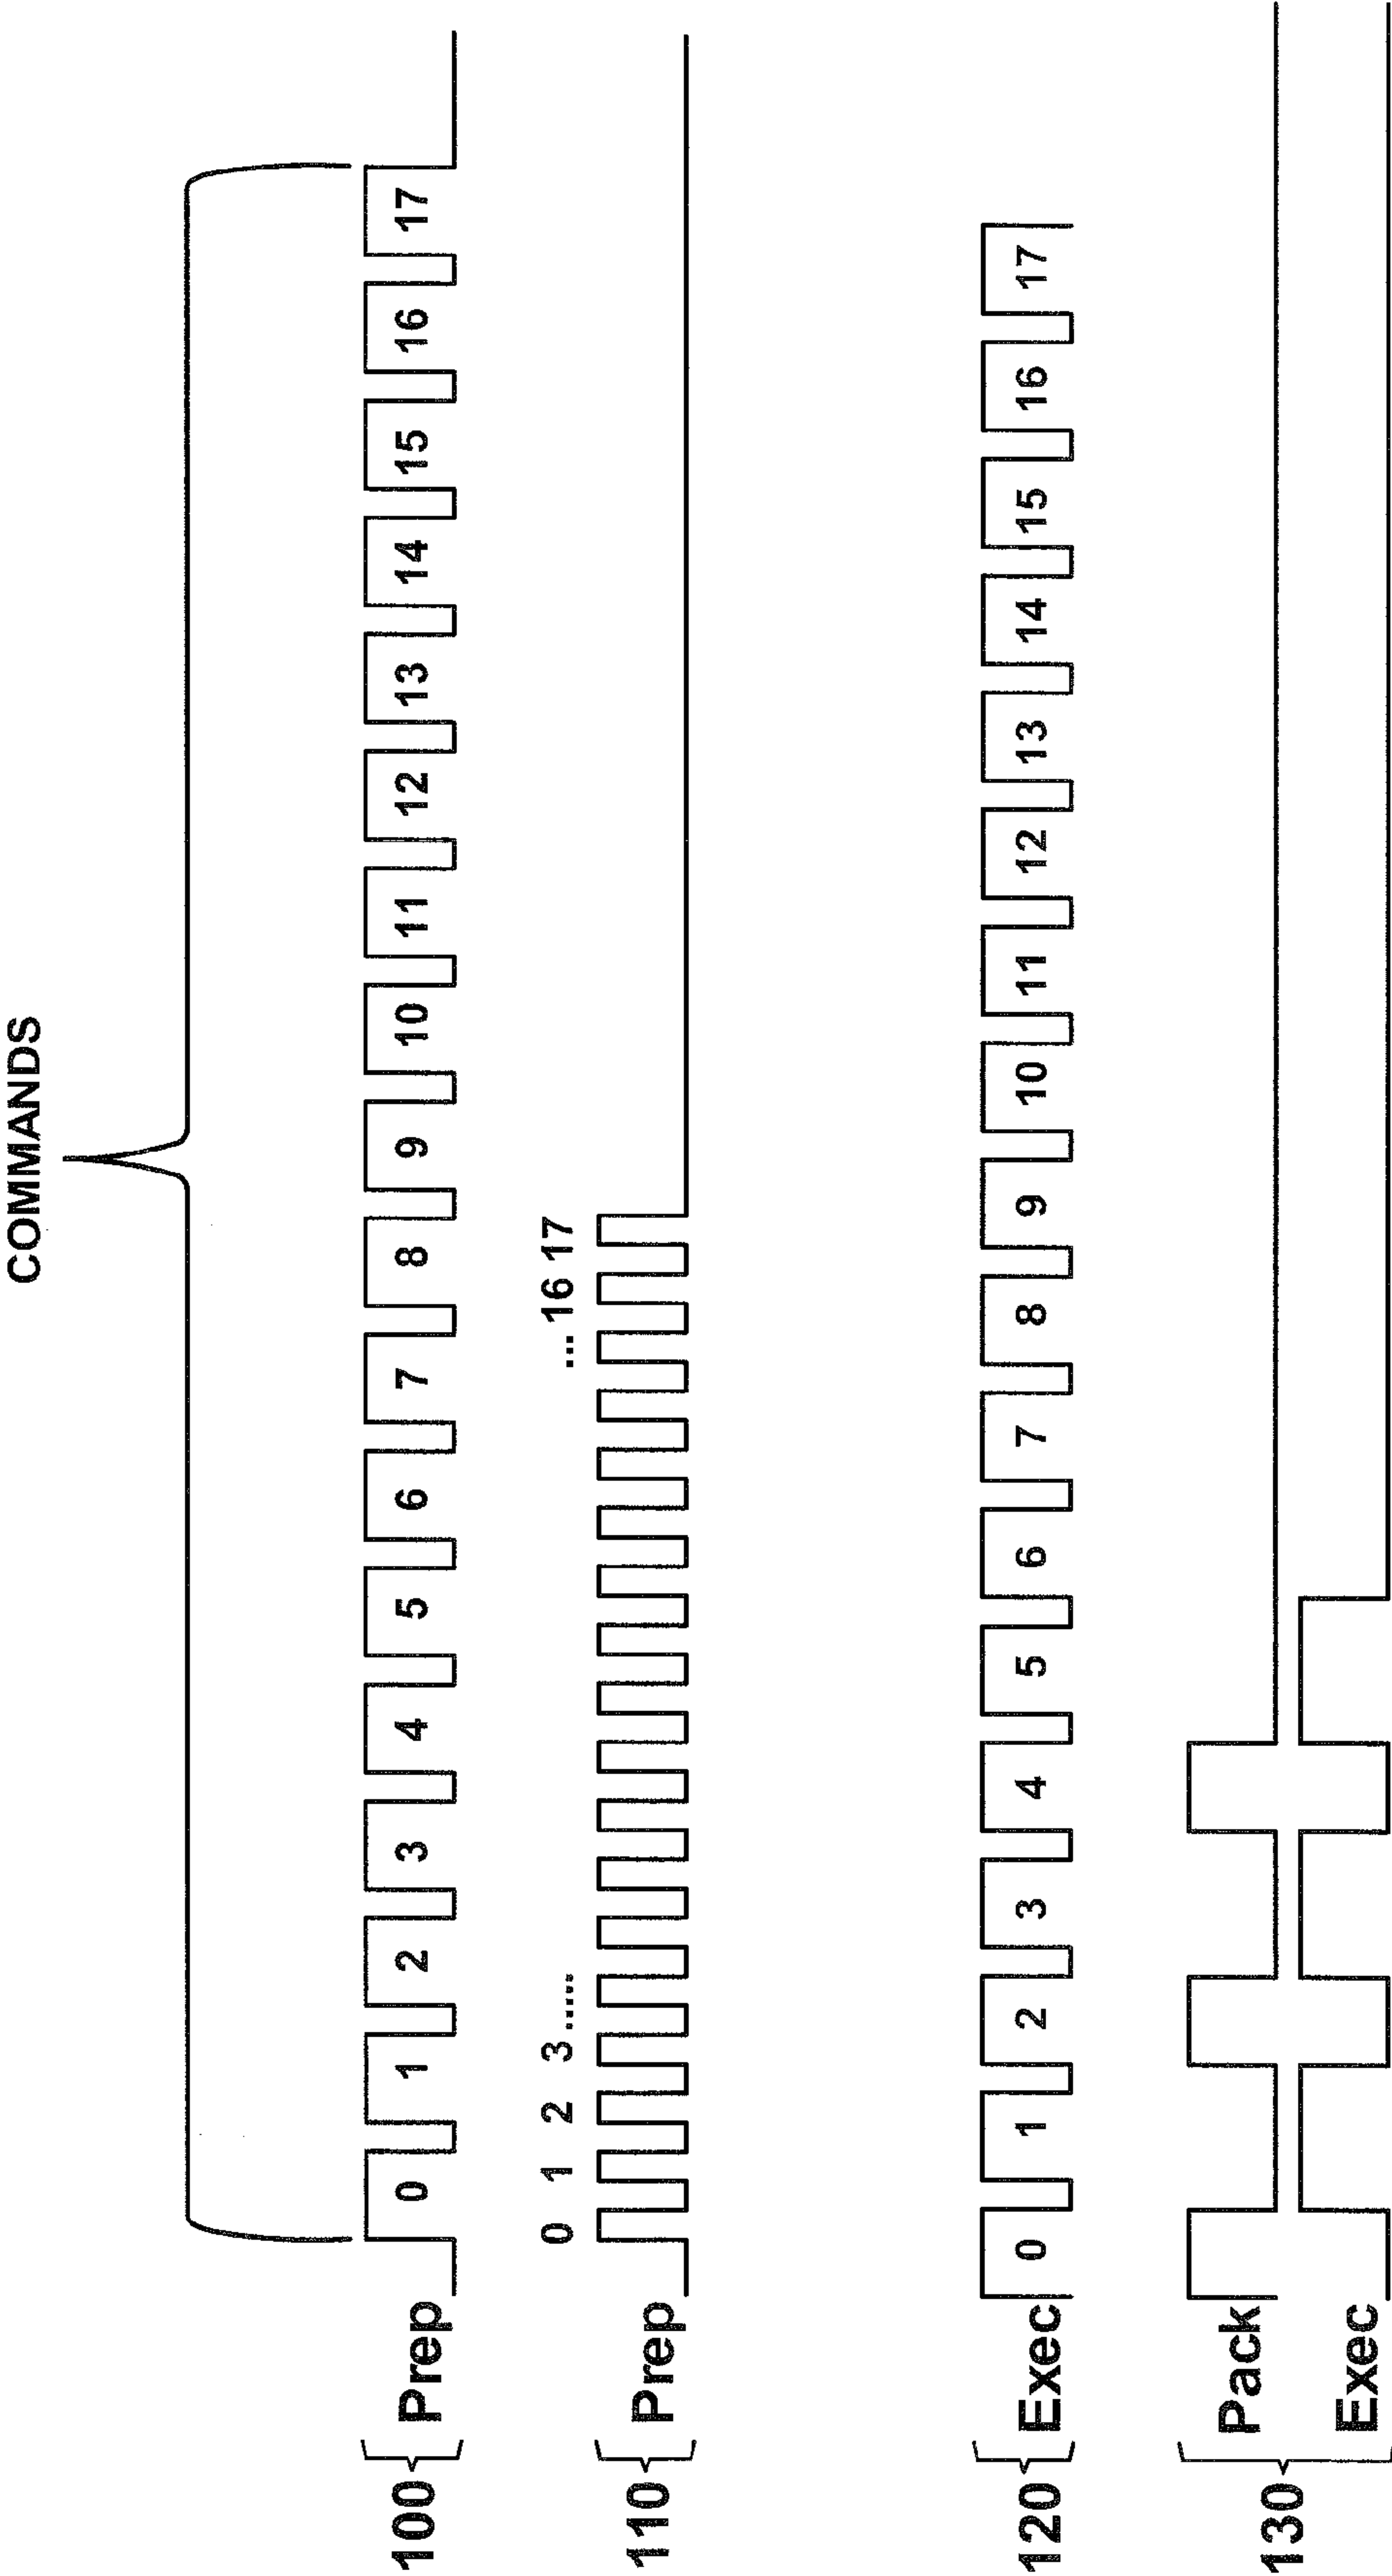 COMMANDS
100 Prep 0 1 2 3 4 5 6 7 8 9 10 11 12 13 14 15 16 17
0 1 2 3 ..... ... 16 17
110 Prep
120 Exec 0 1 2 3 4 5 6 7 8 9 10 11 12 13 14 15 16 17
130 Pack
Exec